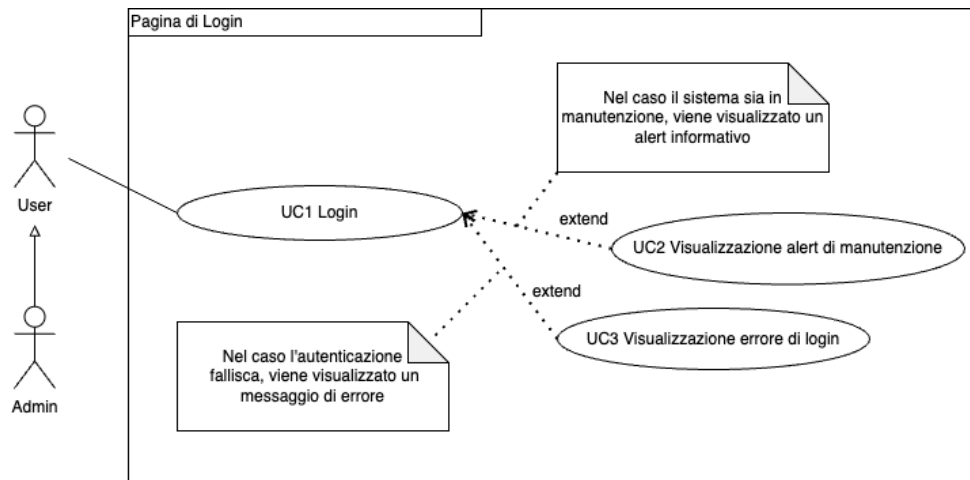 Pagina di Login
Nel caso il sistema sia in
manutenzione, viene visualizzato un
alert informativo
User
UC1 Login
extend
UC2 Visualizzazione alert di manutenzione
extend
UC3 Visualizzazione errore di login
Nel caso l'autenticazione
fallisca, viene visualizzato un
messaggio di errore
Admin